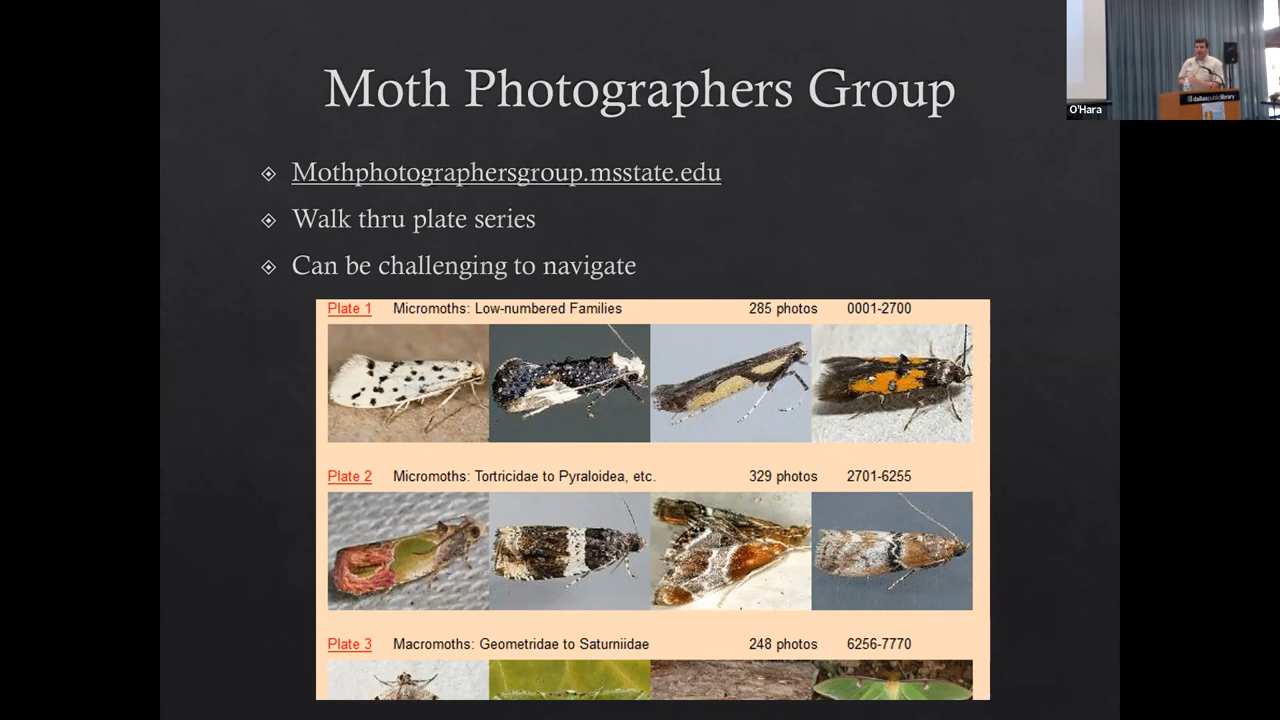 Moth Photographers Group
O'Hara
dallaspubliclibrary
Mothphotographersgroup.msstate.edu
Walk thru plate series
Can be challenging to navigate
Plate 1 Micromoths: Low-numbered Families 285 photos 0001-2700
Plate 2 Micromoths: Tortricidae to Pyraloidea, etc. 329 photos 2701-6255
Plate 3 Macromoths: Geometridae to Saturniidae 248 photos 6256-7770